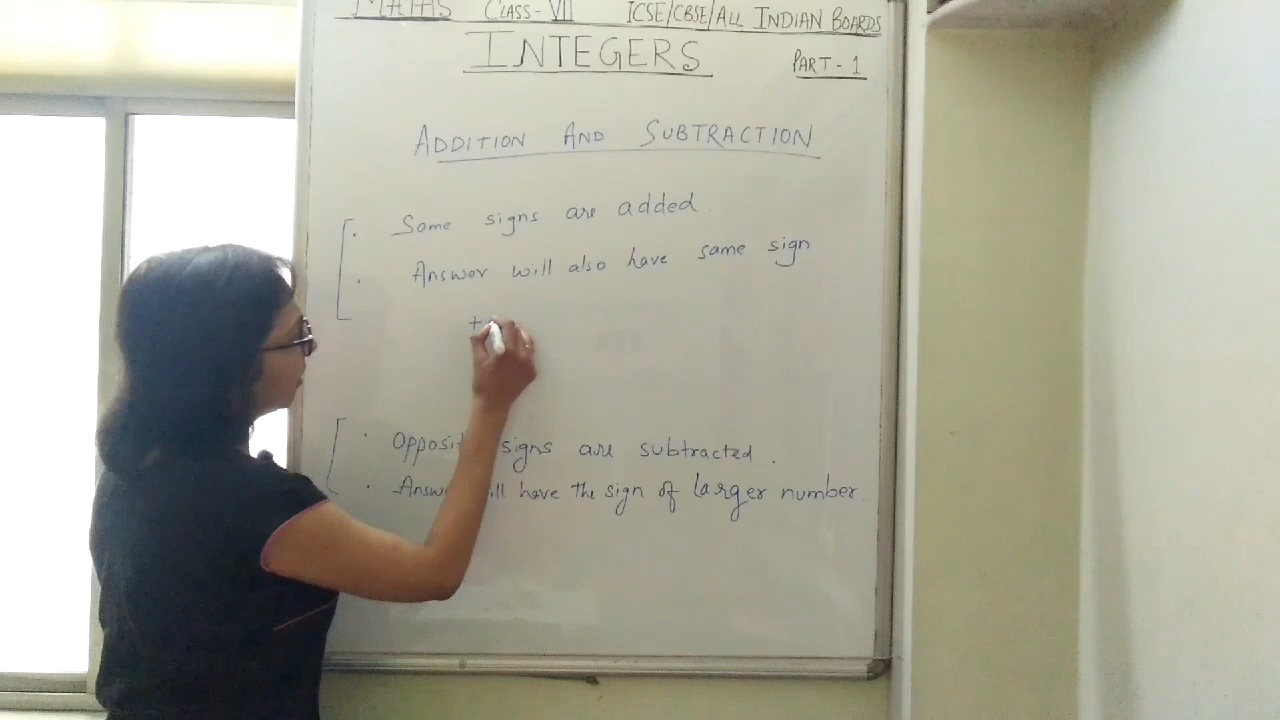 MATHS CLASS-VII ICSE/CBSE/ALL INDIAN BOARDS
INTEGERS
PART-1
ADDITION AND SUBTRACTION
. Same signs are added.
. Answer will also have same sign
+
. Opposite signs are subtracted.
. Answer will have the sign of larger number.